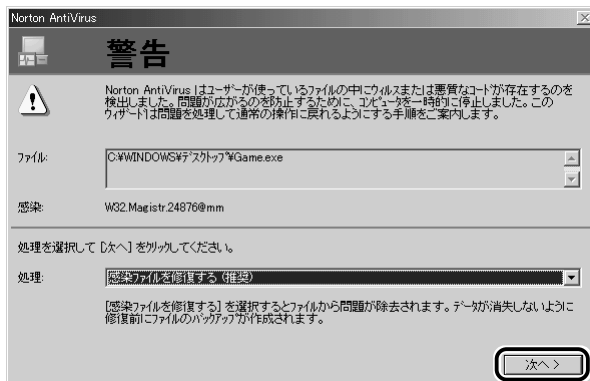 Norton AntiVirus
警告
Norton AntiVirus はユーザーが使っているファイルの中にウィルスまたは悪質なコードが存在するのを
検出しました。問題が広がるのを防止するために、コンピュータを一時的に停止しました。この
ウィザードは問題を処理して通常の操作に戻れるようにする手順をご案内します。
ファイル:
C:¥WINDOWS¥デスクトップ¥Game.exe
感染:
W32.Magistr.24876@mm
処理を選択して [次へ] をクリックしてください。
処理:
感染ファイルを修復する (推奨)
[感染ファイルを修復する] を選択するとファイルから問題が除去されます。データが消失しないように
修復前にファイルのバックアップが作成されます。
次へ >